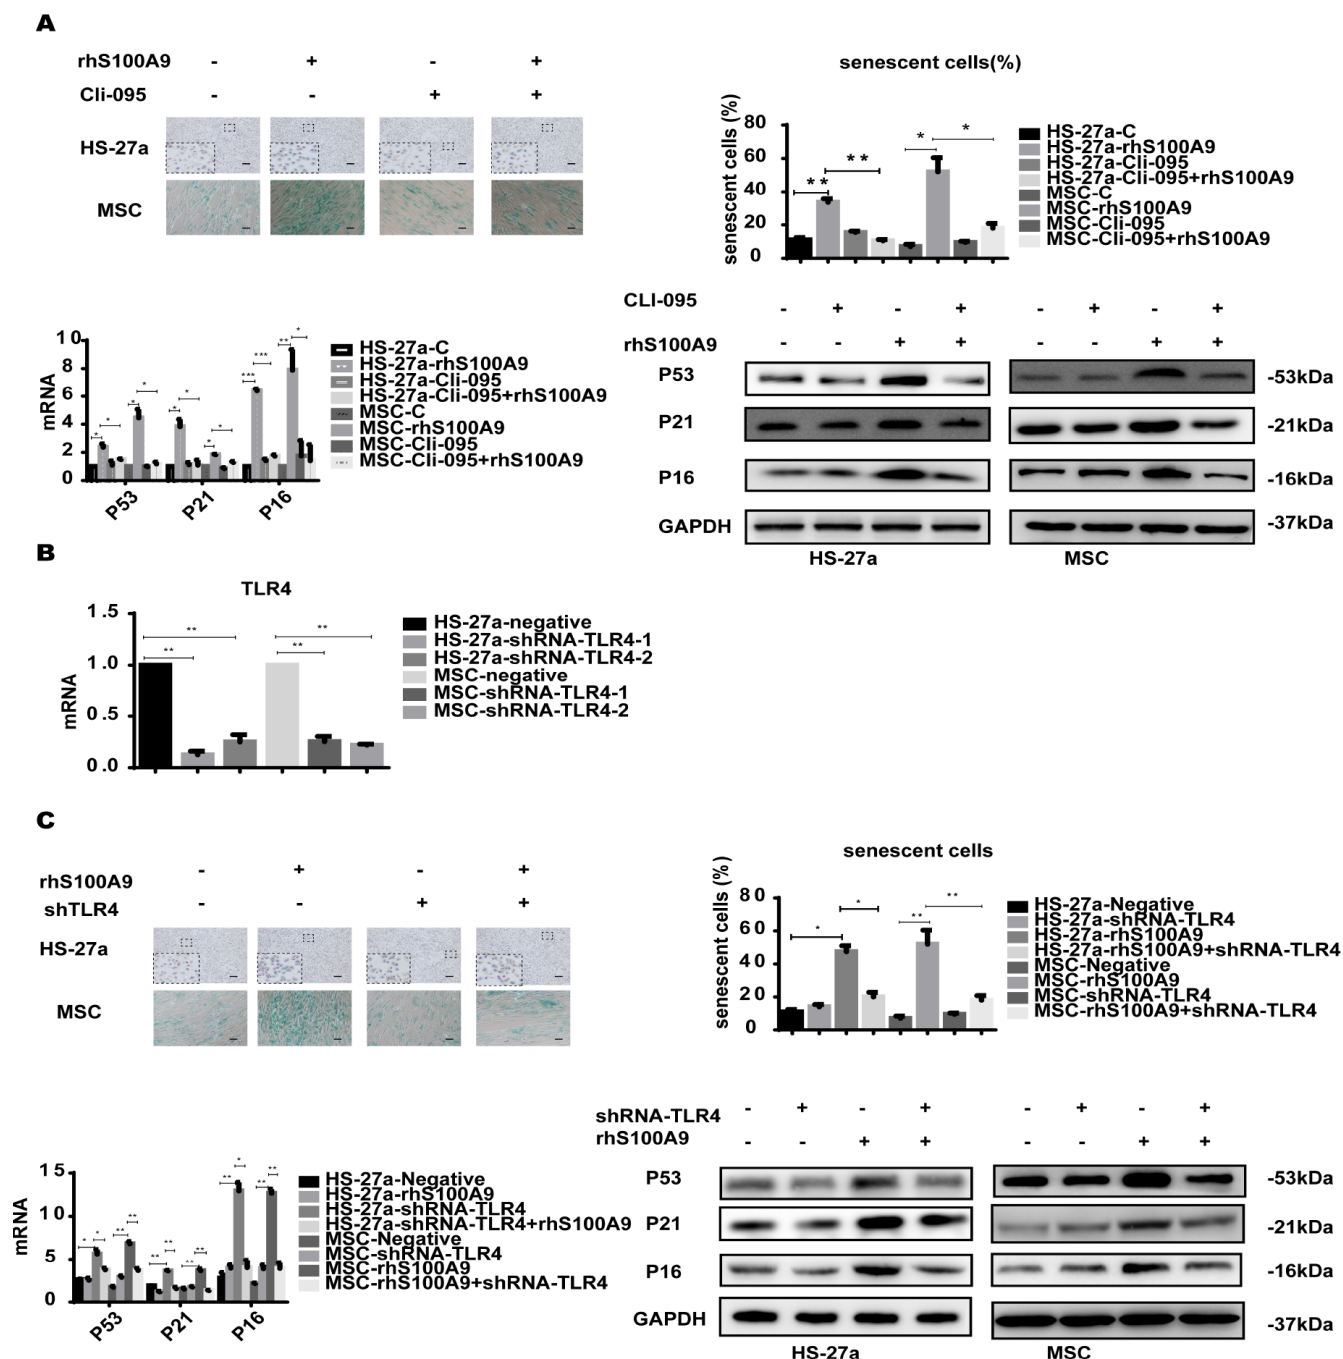 A
rhS100A9 - + - +
Cli-095 - - + +
HS-27a
MSC
senescent cells(%)
senescent cells (%)
80
60
40
20
0
** ** * *
HS-27a-C
HS-27a-rhS100A9
HS-27a-Cli-095
HS-27a-Cli-095+rhS100A9
MSC-C
MSC-rhS100A9
MSC-Cli-095
MSC-Cli-095+rhS100A9
mRNA
10
8
6
4
2
0
* * * * * * * * *** *** ** *
P53 P21 P16
HS-27a-C
HS-27a-rhS100A9
HS-27a-Cli-095
HS-27a-Cli-095+rhS100A9
MSC-C
MSC-rhS100A9
MSC-Cli-095
MSC-Cli-095+rhS100A9
CLI-095 - + - + - + - +
rhS100A9 - - + + - - + +
P53 -53kDa
P21 -21kDa
P16 -16kDa
GAPDH -37kDa
HS-27a MSC
B
TLR4
mRNA
1.5
1.0
0.5
0.0
** ** ** **
HS-27a-negative
HS-27a-shRNA-TLR4-1
HS-27a-shRNA-TLR4-2
MSC-negative
MSC-shRNA-TLR4-1
MSC-shRNA-TLR4-2
C
rhS100A9 - + - +
shTLR4 - - + +
HS-27a
MSC
senescent cells
senescent cells (%)
80
60
40
20
0
* * ** **
HS-27a-Negative
HS-27a-shRNA-TLR4
HS-27a-rhS100A9
HS-27a-rhS100A9+shRNA-TLR4
MSC-Negative
MSC-rhS100A9
MSC-shRNA-TLR4
MSC-rhS100A9+shRNA-TLR4
mRNA
15
10
5
0
* * ** ** ** ** ** ** ** * ** **
P53 P21 P16
HS-27a-Negative
HS-27a-rhS100A9
HS-27a-shRNA-TLR4
HS-27a-shRNA-TLR4+rhS100A9
MSC-Negative
MSC-shRNA-TLR4
MSC-rhS100A9
MSC-rhS100A9+shRNA-TLR4
shRNA-TLR4 - + - + - + - +
rhS100A9 - - + + - - + +
P53 -53kDa
P21 -21kDa
P16 -16kDa
GAPDH -37kDa
HS-27a MSC